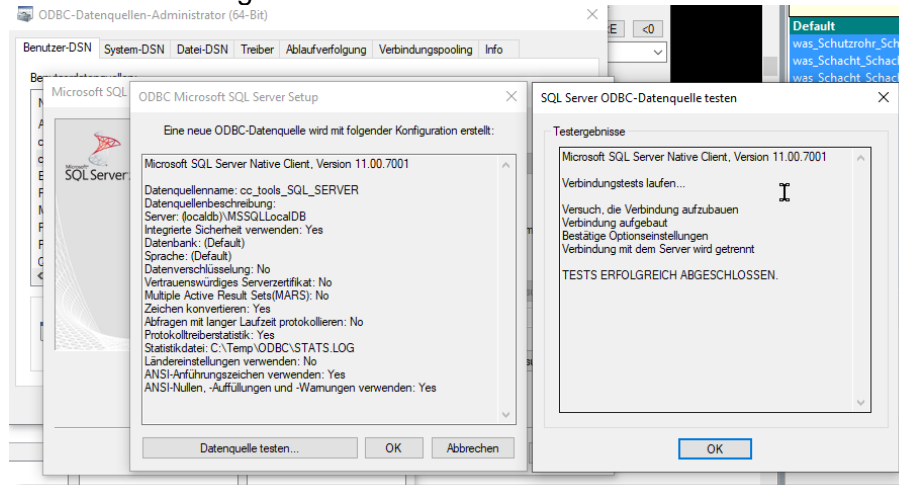 ODBC-Datenquellen-Administrator (64-Bit)
Benutzer-DSN System-DSN Datei-DSN Treiber Ablaufverfolgung Verbindungspooling Info
<0
Default
was_Schutzrohr_Sch
was_Schacht_Schac
was_Schacht_Schacl
Microsoft SQL
SQL Server
ODBC Microsoft SQL Server Setup
Eine neue ODBC-Datenquelle wird mit folgender Konfiguration erstellt:
Microsoft SQL Server Native Client, Version 11.00.7001
Datenquellenname: cc_tools_SQL_SERVER
Datenquellenbeschreibung:
Server: (localdb)\MSSQLLocalDB
Integrierte Sicherheit verwenden: Yes
Datenbank: (Default)
Sprache: (Default)
Datenverschlüsselung: No
Vertrauenswürdiges Serverzertifikat: No
Multiple Active Result Sets(MARS): No
Zeichen konvertieren: Yes
Abfragen mit langer Laufzeit protokollieren: No
Protokolltreiberstatistik: Yes
Statistikdatei: C:\Temp\ODBC\STATS.LOG
Ländereinstellungen verwenden: No
ANSI-Anführungszeichen verwenden: Yes
ANSI-Nullen, -Auffüllungen und -Warnungen verwenden: Yes
Datenquelle testen... OK Abbrechen
SQL Server ODBC-Datenquelle testen
Testergebnisse
Microsoft SQL Server Native Client, Version 11.00.7001
Verbindungstests laufen...
Versuch, die Verbindung aufzubauen
Verbindung aufgebaut
Bestätige Optionseinstellungen
Verbindung mit dem Server wird getrennt
TESTS ERFOLGREICH ABGESCHLOSSEN.
OK